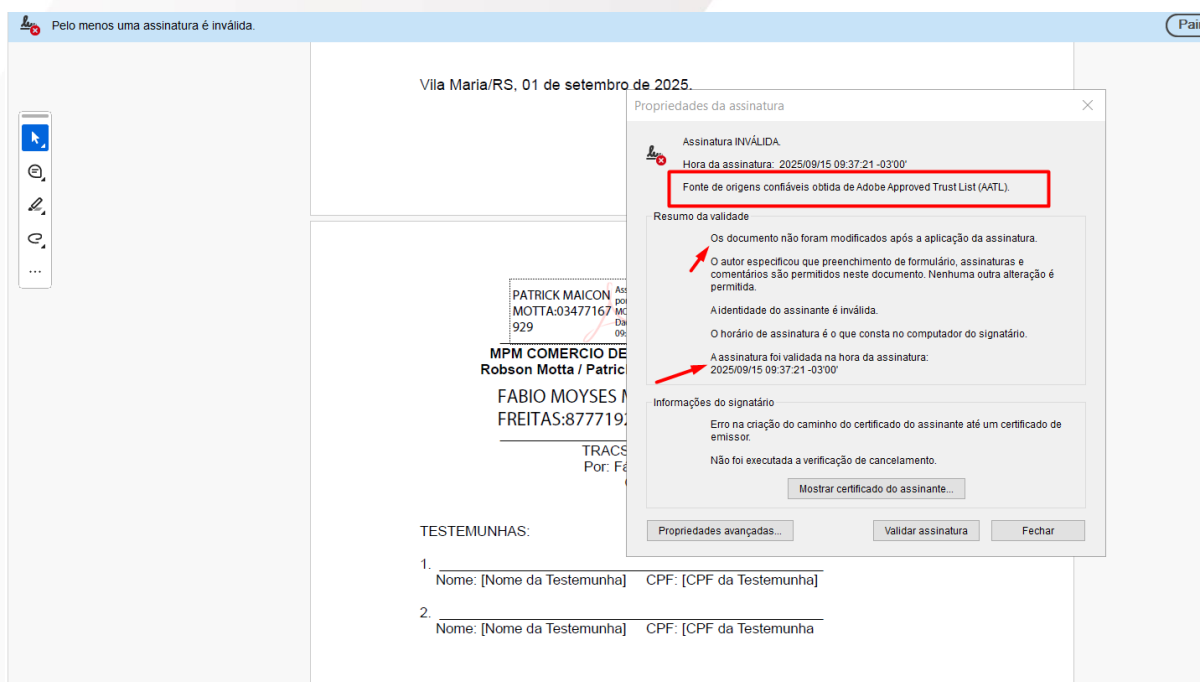 Pelo menos uma assinatura é inválida.
Pai
Vila Maria/RS, 01 de setembro de 2025.
Propriedades da assinatura
Assinatura INVÁLIDA.
Hora da assinatura: 2025/09/15 09:37:21 -03'00'
Fonte de origens confiáveis obtida de Adobe Approved Trust List (AATL).
Resumo da validade
Os documento não foram modificados após a aplicação da assinatura.
O autor especificou que preenchimento de formulário, assinaturas e
comentários são permitidos neste documento. Nenhuma outra alteração é
permitida.
A identidade do assinante é inválida.
O horário de assinatura é o que consta no computador do signatário.
A assinatura foi validada na hora da assinatura:
2025/09/15 09:37:21 -03'00'
Informações do signatário
Erro na criação do caminho do certificado do assinante até um certificado de
emissor.
Não foi executada a verificação de cancelamento.
Mostrar certificado do assinante...
Propriedades avançadas...
Validar assinatura
Fechar
PATRICK MAICON
MOTTA:03477167
929
MPM COMERCIO DE
Robson Motta / Patric
FABIO MOYSES
FREITAS:877719
TRACS
Por: Fa
TESTEMUNHAS:
1.
Nome: [Nome da Testemunha] CPF: [CPF da Testemunha]
2.
Nome: [Nome da Testemunha] CPF: [CPF da Testemunha